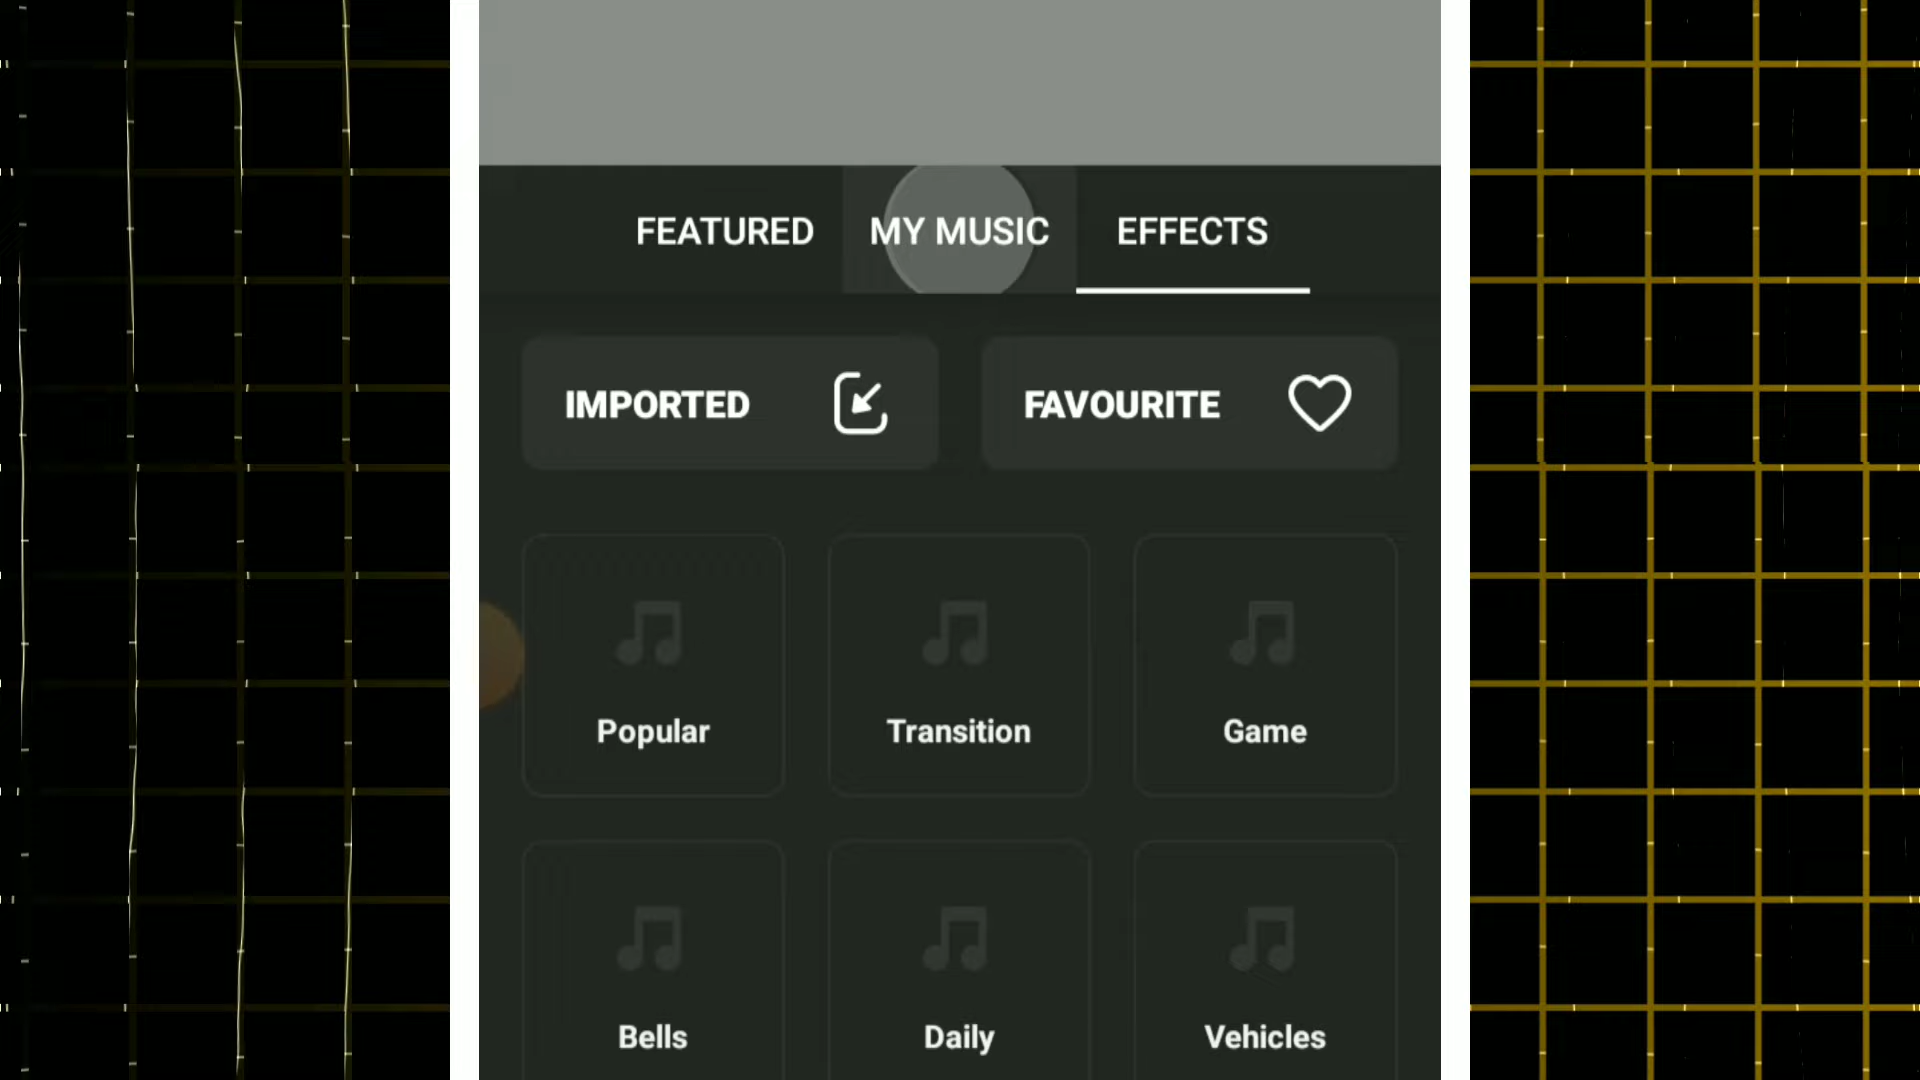 FEATURED MY MUSIC EFFECTS
IMPORTED FAVOURITE
Popular Transition Game
Bells Daily Vehicles